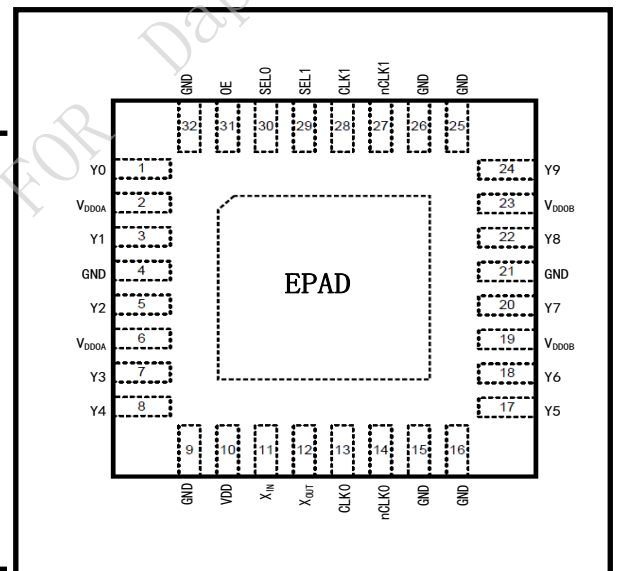 FOR Dap
GND OE SEL0 SEL1 CLK1 nCLK1 GND GND
32 31 30 29 28 27 26 25
Y0 1 24 Y9
VDDOA 2 23 VDDOB
Y1 3 22 Y8
GND 4 21 GND
EPAD
Y2 5 20 Y7
VDDOA 6 19 VDDOB
Y3 7 18 Y6
Y4 8 17 Y5
9 10 11 12 13 14 15 16
GND VDD XIN XOUT CLK0 nCLK0 GND GND